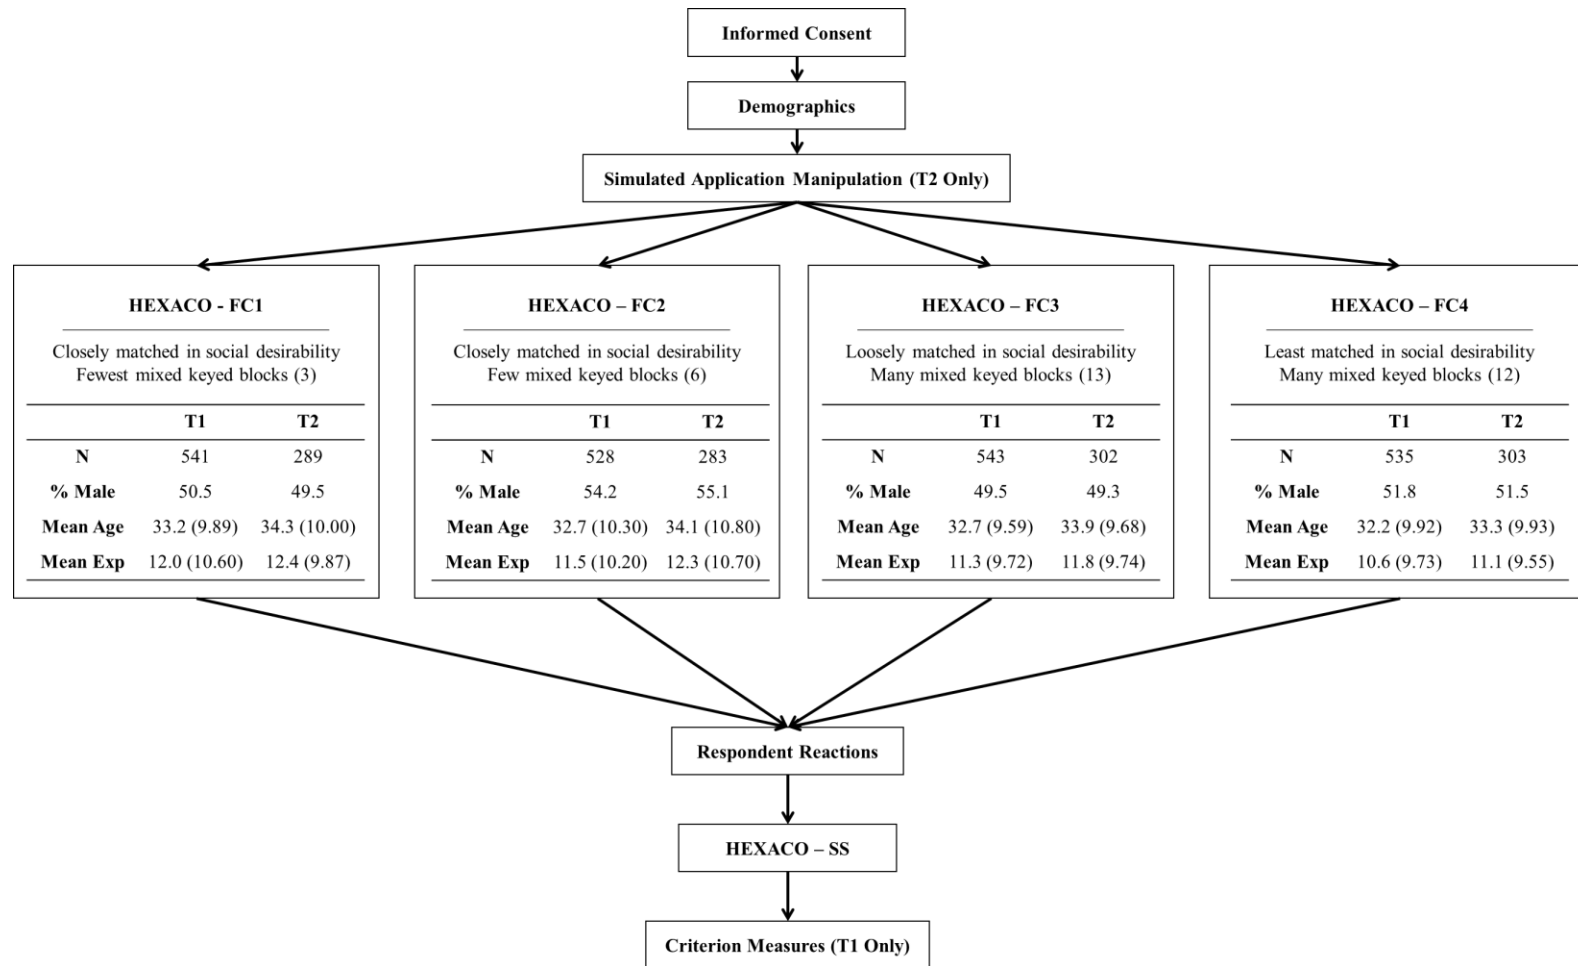 Informed Consent
Demographics
Simulated Application Manipulation (T2 Only)
HEXACO - FC1
Closely matched in social desirability
Fewest mixed keyed blocks (3)
T1 T2
N 541 289
% Male 50.5 49.5
Mean Age 33.2 (9.89) 34.3 (10.00)
Mean Exp 12.0 (10.60) 12.4 (9.87)
HEXACO – FC2
Closely matched in social desirability
Few mixed keyed blocks (6)
T1 T2
N 528 283
% Male 54.2 55.1
Mean Age 32.7 (10.30) 34.1 (10.80)
Mean Exp 11.5 (10.20) 12.3 (10.70)
HEXACO – FC3
Loosely matched in social desirability
Many mixed keyed blocks (13)
T1 T2
N 543 302
% Male 49.5 49.3
Mean Age 32.7 (9.59) 33.9 (9.68)
Mean Exp 11.3 (9.72) 11.8 (9.74)
HEXACO – FC4
Least matched in social desirability
Many mixed keyed blocks (12)
T1 T2
N 535 303
% Male 51.8 51.5
Mean Age 32.2 (9.92) 33.3 (9.93)
Mean Exp 10.6 (9.73) 11.1 (9.55)
Respondent Reactions
HEXACO – SS
Criterion Measures (T1 Only)